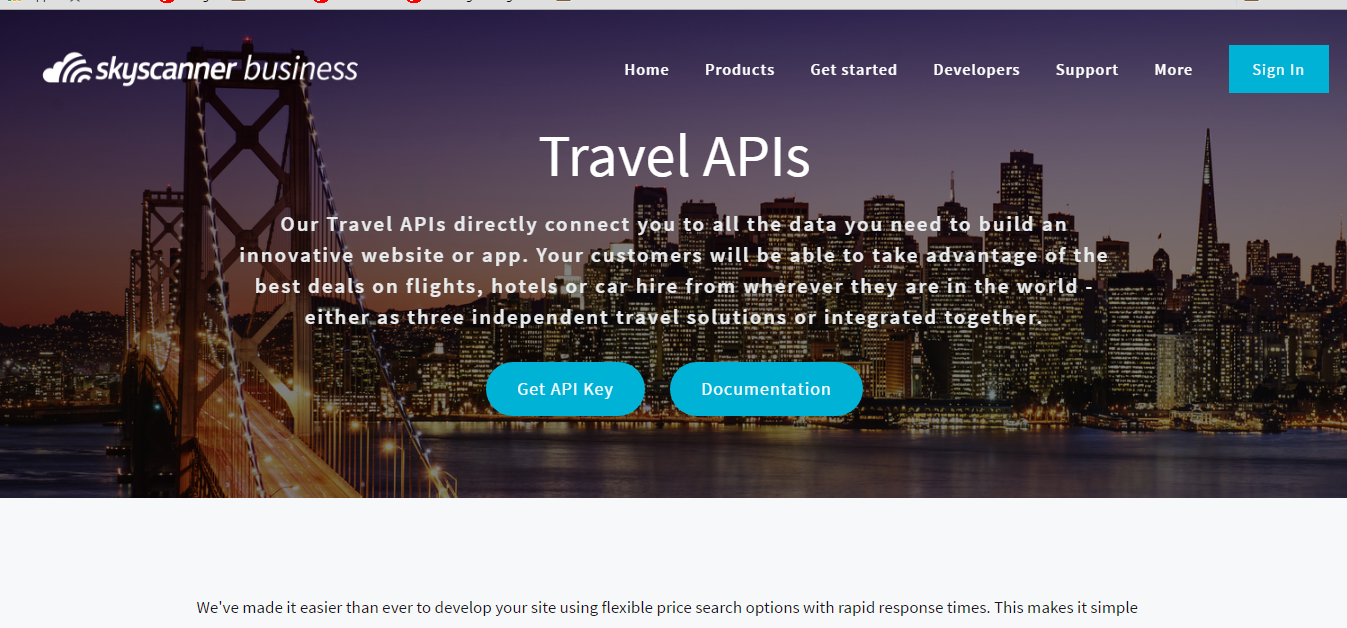 skyscanner business
Home Products Get started Developers Support More Sign In
Travel APIs
Our Travel APIs directly connect you to all the data you need to build an
innovative website or app. Your customers will be able to take advantage of the
best deals on flights, hotels or car hire from wherever they are in the world -
either as three independent travel solutions or integrated together.
Get API Key Documentation
We've made it easier than ever to develop your site using flexible price search options with rapid response times. This makes it simple